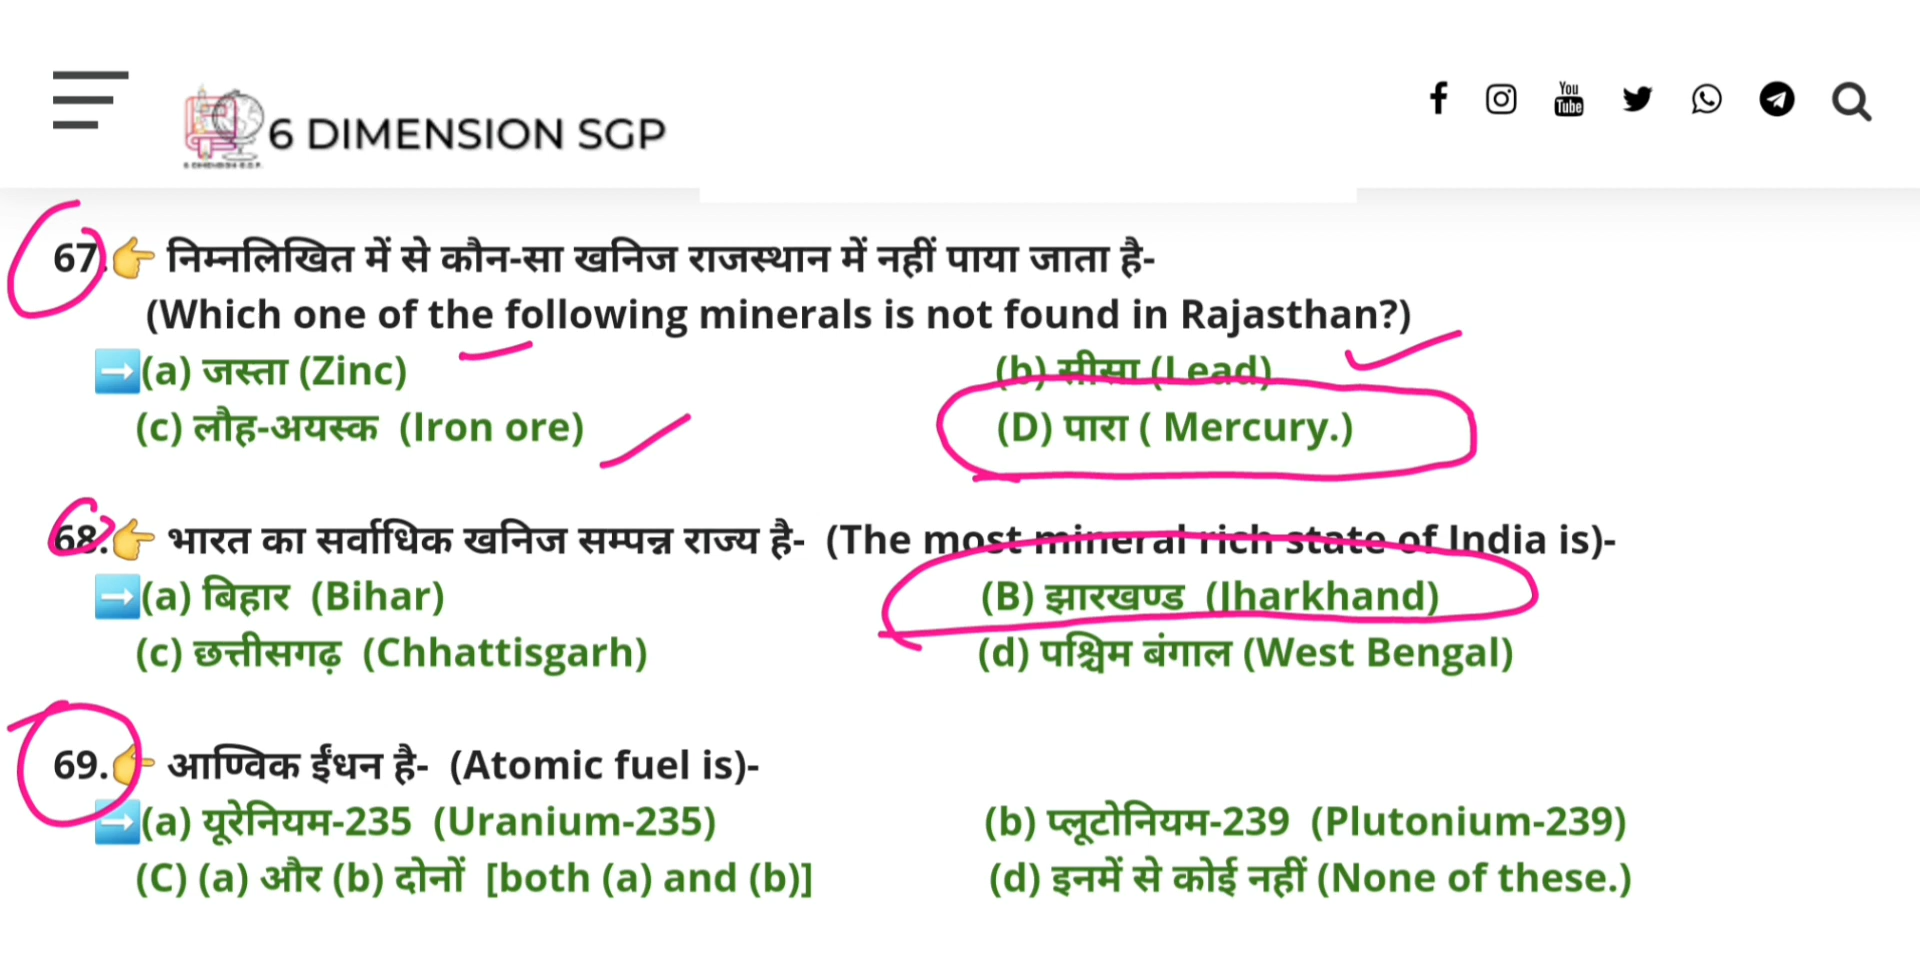 6 DIMENSION SGP
You
Tube
67.👉 निम्नलिखित में से कौन-सा खनिज राजस्थान में नहीं पाया जाता है-
(Which one of the following minerals is not found in Rajasthan?)
➡️(a) जस्ता (Zinc) (b) सीसा (Lead)
(c) लौह-अयस्क (Iron ore) (D) पारा ( Mercury.)
68.👉 भारत का सर्वाधिक खनिज सम्पन्न राज्य है- (The most mineral rich state of India is)-
➡️(a) बिहार (Bihar) (B) झारखण्ड (Jharkhand)
(c) छत्तीसगढ़ (Chhattisgarh) (d) पश्चिम बंगाल (West Bengal)
69.👉 आण्विक ईंधन है- (Atomic fuel is)-
➡️(a) यूरेनियम-235 (Uranium-235) (b) प्लूटोनियम-239 (Plutonium-239)
(C) (a) और (b) दोनों [both (a) and (b)] (d) इनमें से कोई नहीं (None of these.)